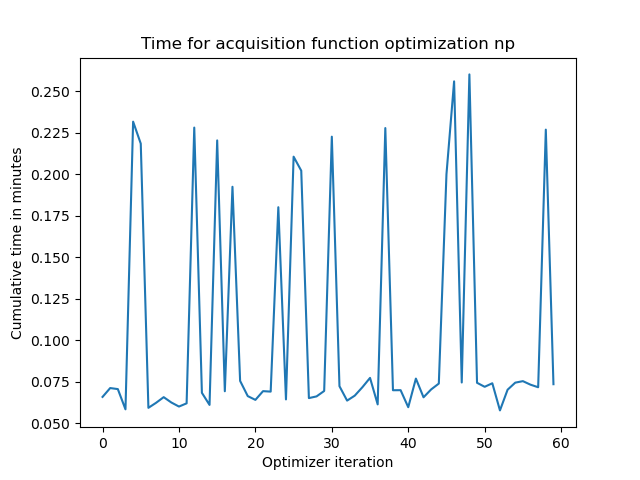 Time for acquisition function optimization np
Cumulative time in minutes
0.250
0.225
0.200
0.175
0.150
0.125
0.100
0.075
0.050
0 10 20 30 40 50 60
Optimizer iteration